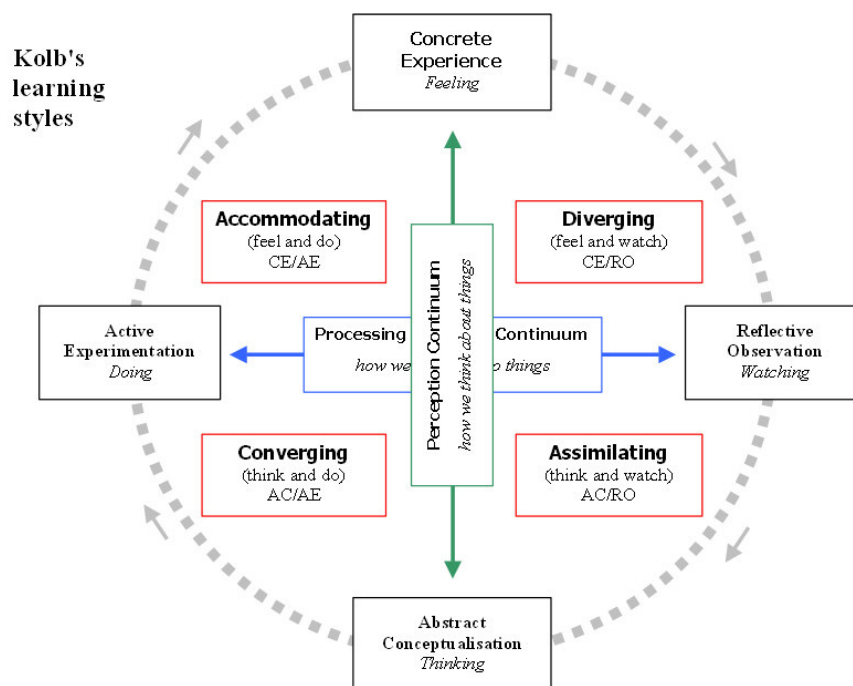 Kolb's
learning
styles
Concrete
Experience
Feeling
Accommodating
(feel and do)
CE/AE
Diverging
(feel and watch)
CE/RO
Active
Experimentation
Doing
Processing Continuum
how we o things
Perception Continuum
how we think about things
Reflective
Observation
Watching
Converging
(think and do)
AC/AE
Assimilating
(think and watch)
AC/RO
Abstract
Conceptualisation
Thinking